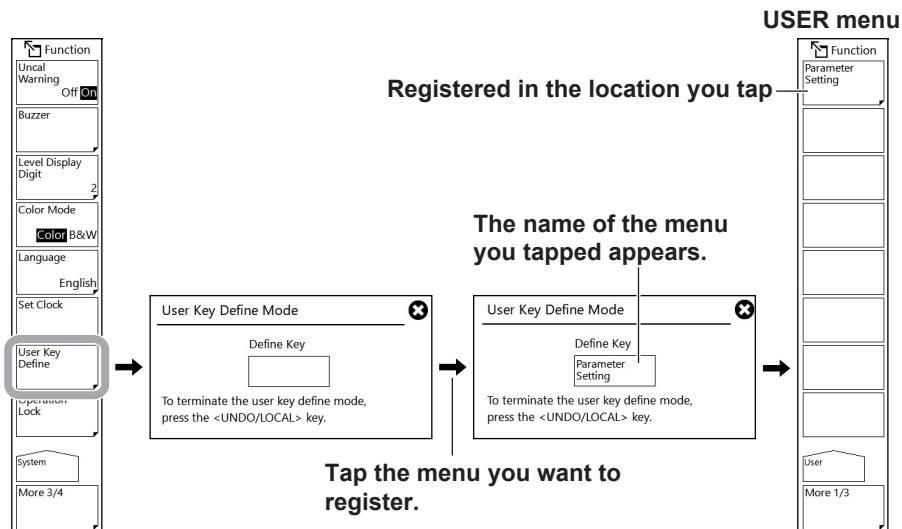 USER menu
Function
Uncal
Warning
Off On
Buzzer
Level Display
Digit
2
Color Mode
Color B&W
Language
English
Set Clock
User Key
Define
Operation
Lock
System
More 3/4
User Key Define Mode
Define Key
To terminate the user key define mode,
press the <UNDO/LOCAL> key.
Tap the menu you want to
register.
The name of the menu
you tapped appears.
User Key Define Mode
Define Key
Parameter
Setting
To terminate the user key define mode,
press the <UNDO/LOCAL> key.
Registered in the location you tap
Function
Parameter
Setting
User
More 1/3